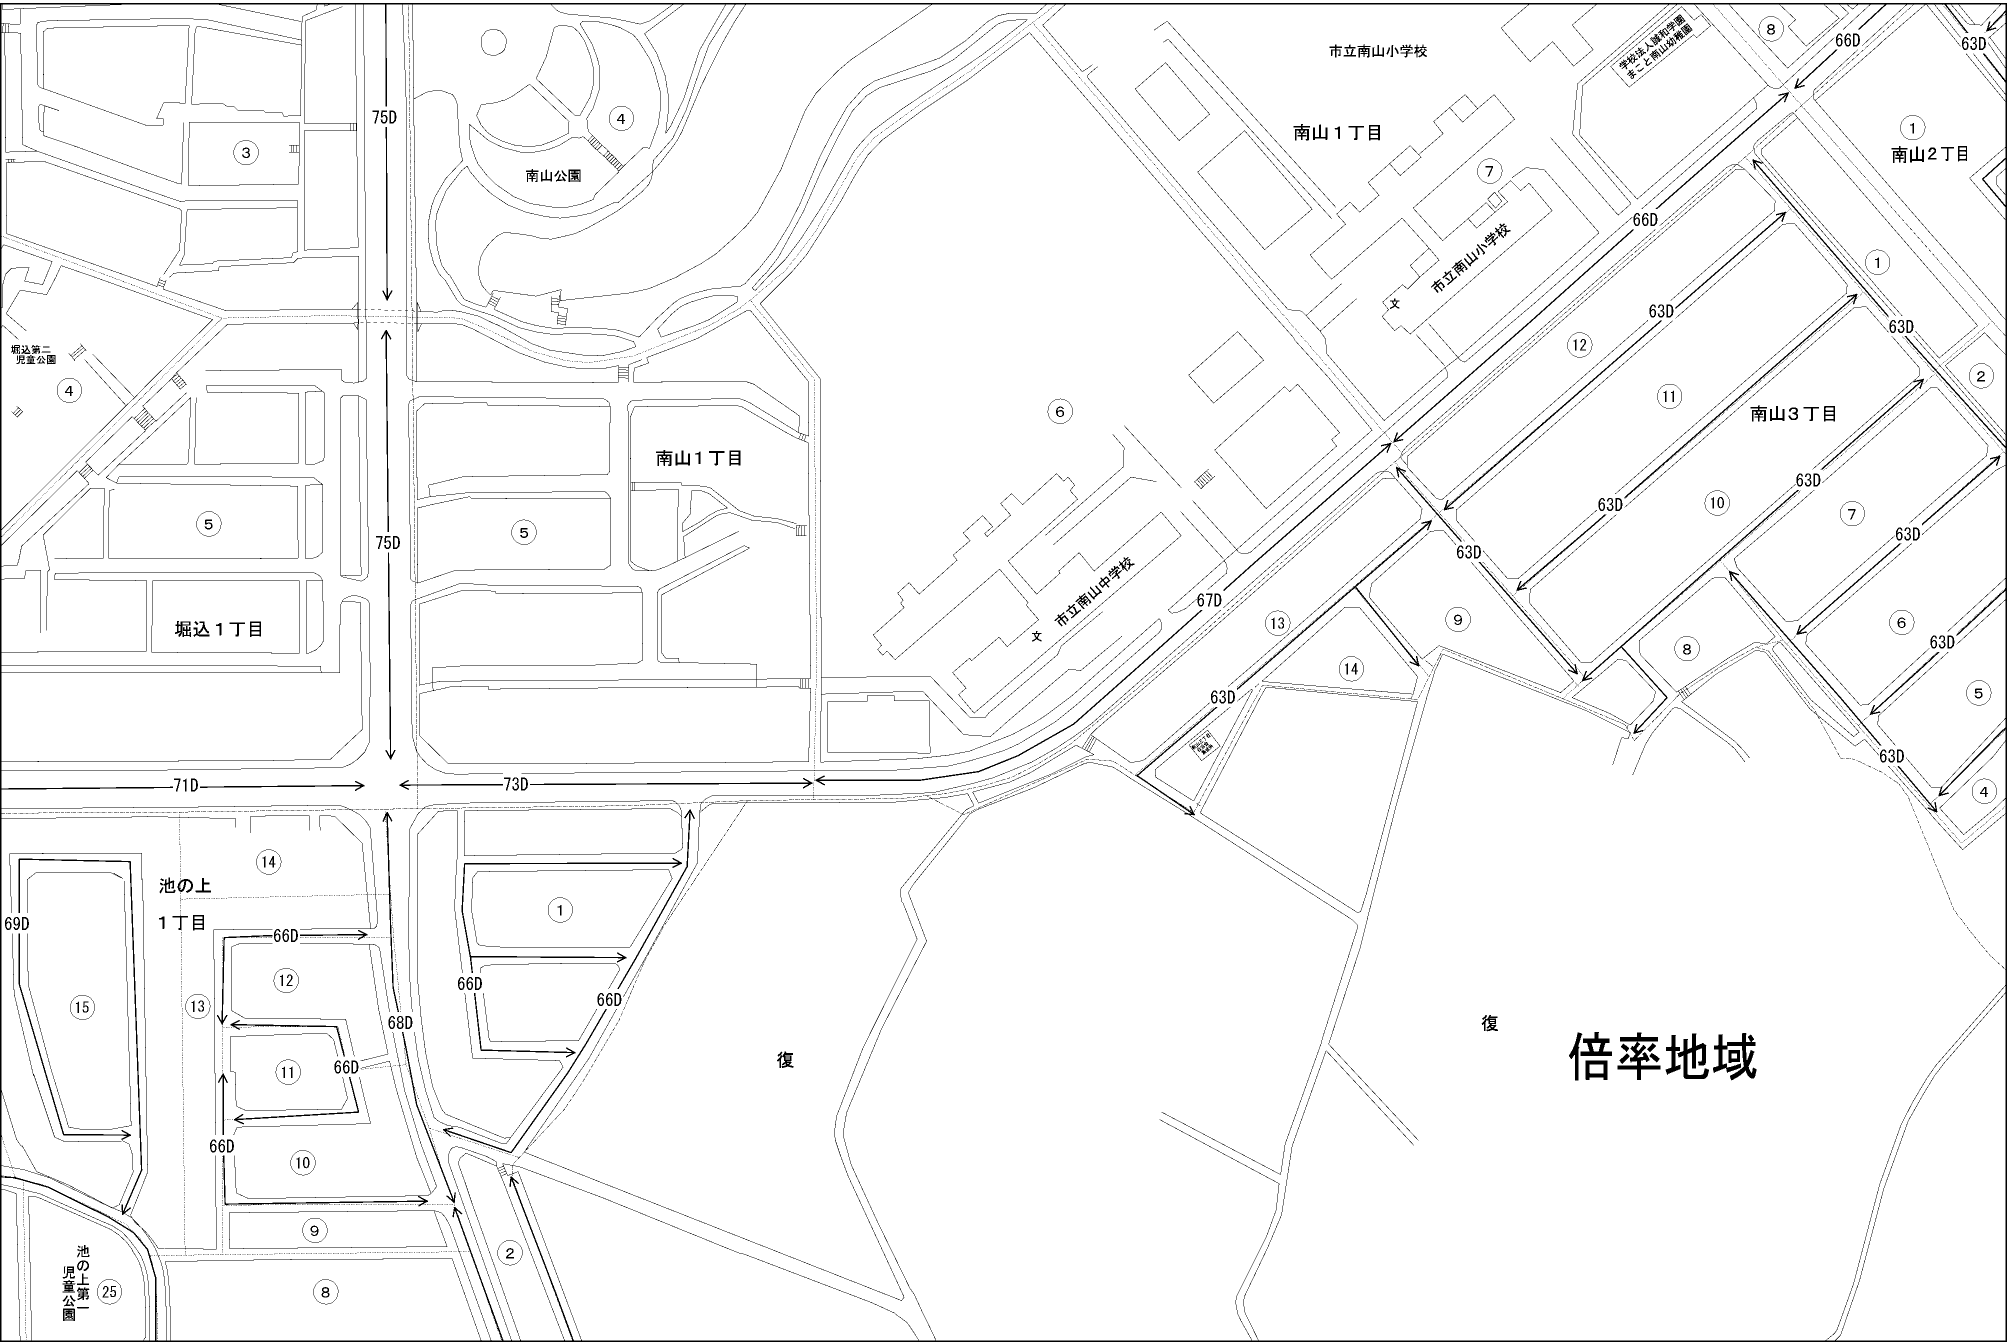 8
66D
63D
学校法人誠和学園
まこと南山幼稚園
市立南山小学校
75D
4
3
南山1丁目
1
南山2丁目
7
南山公園
66D
市立南山小学校
1
63D
63D
12
堀込第二
児童公園
4
2
11
6
南山3丁目
南山1丁目
63D
10
63D
7
5
5
63D
75D
63D
市立南山中学校
67D
13
9
6
堀込1丁目
63D
8
14
63D
5
63D
71D
73D
4
14
池の上
1丁目
1
69D
66D
12
66D
66D
15
13
68D
復
復
倍率地域
11
66D
66D
10
9
2
池の上第一
児童公園
25
8